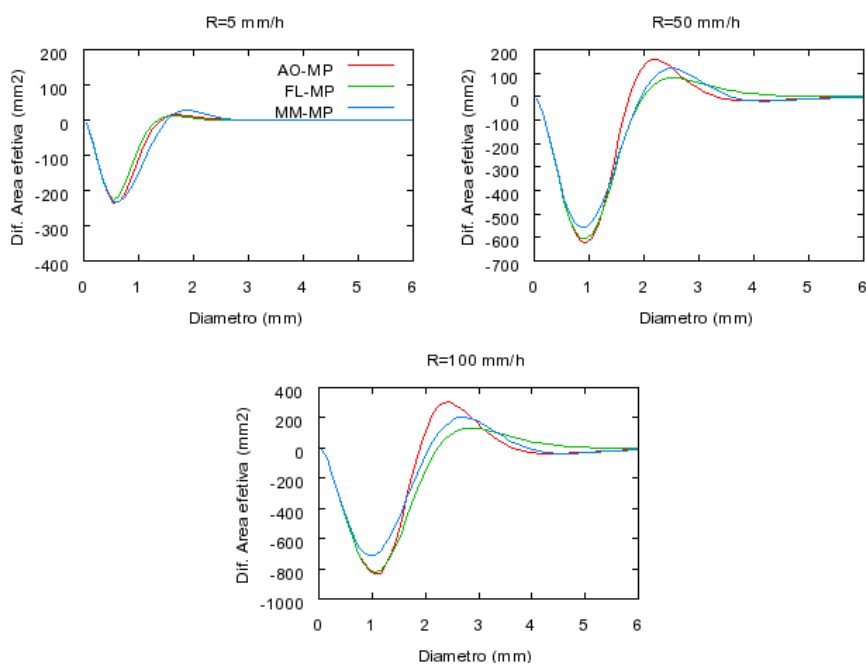 R=5 mm/h
200
100
0
-100
-200
-300
-400
Dif. Area efetiva (mm2)
AO-MP
FL-MP
MM-MP
0 1 2 3 4 5 6
Diametro (mm)
R=50 mm/h
200
100
0
-100
-200
-300
-400
-500
-600
-700
Dif. Area efetiva (mm2)
0 1 2 3 4 5 6
Diametro (mm)
R=100 mm/h
400
200
0
-200
-400
-600
-800
-1000
Dif. Area efetiva (mm2)
0 1 2 3 4 5 6
Diametro (mm)